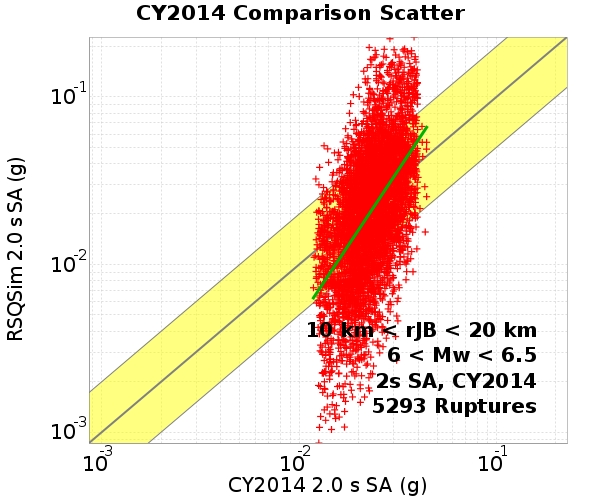 CY2014 Comparison Scatter
RSQSim 2.0 s SA (g)
10-1
10-2
10-3
10 km < rJB < 20 km
6 < Mw < 6.5
2s SA, CY2014
5293 Ruptures
10-3 10-2 10-1
CY2014 2.0 s SA (g)